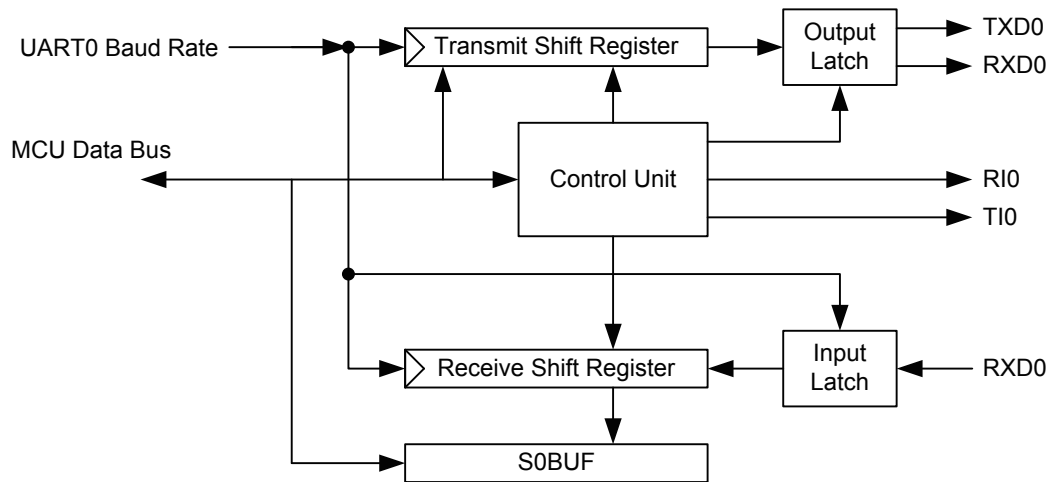 UART0 Baud Rate
Transmit Shift Register
Output
Latch
TXD0
RXD0
MCU Data Bus
Control Unit
RI0
TI0
Receive Shift Register
Input
Latch
RXD0
S0BUF